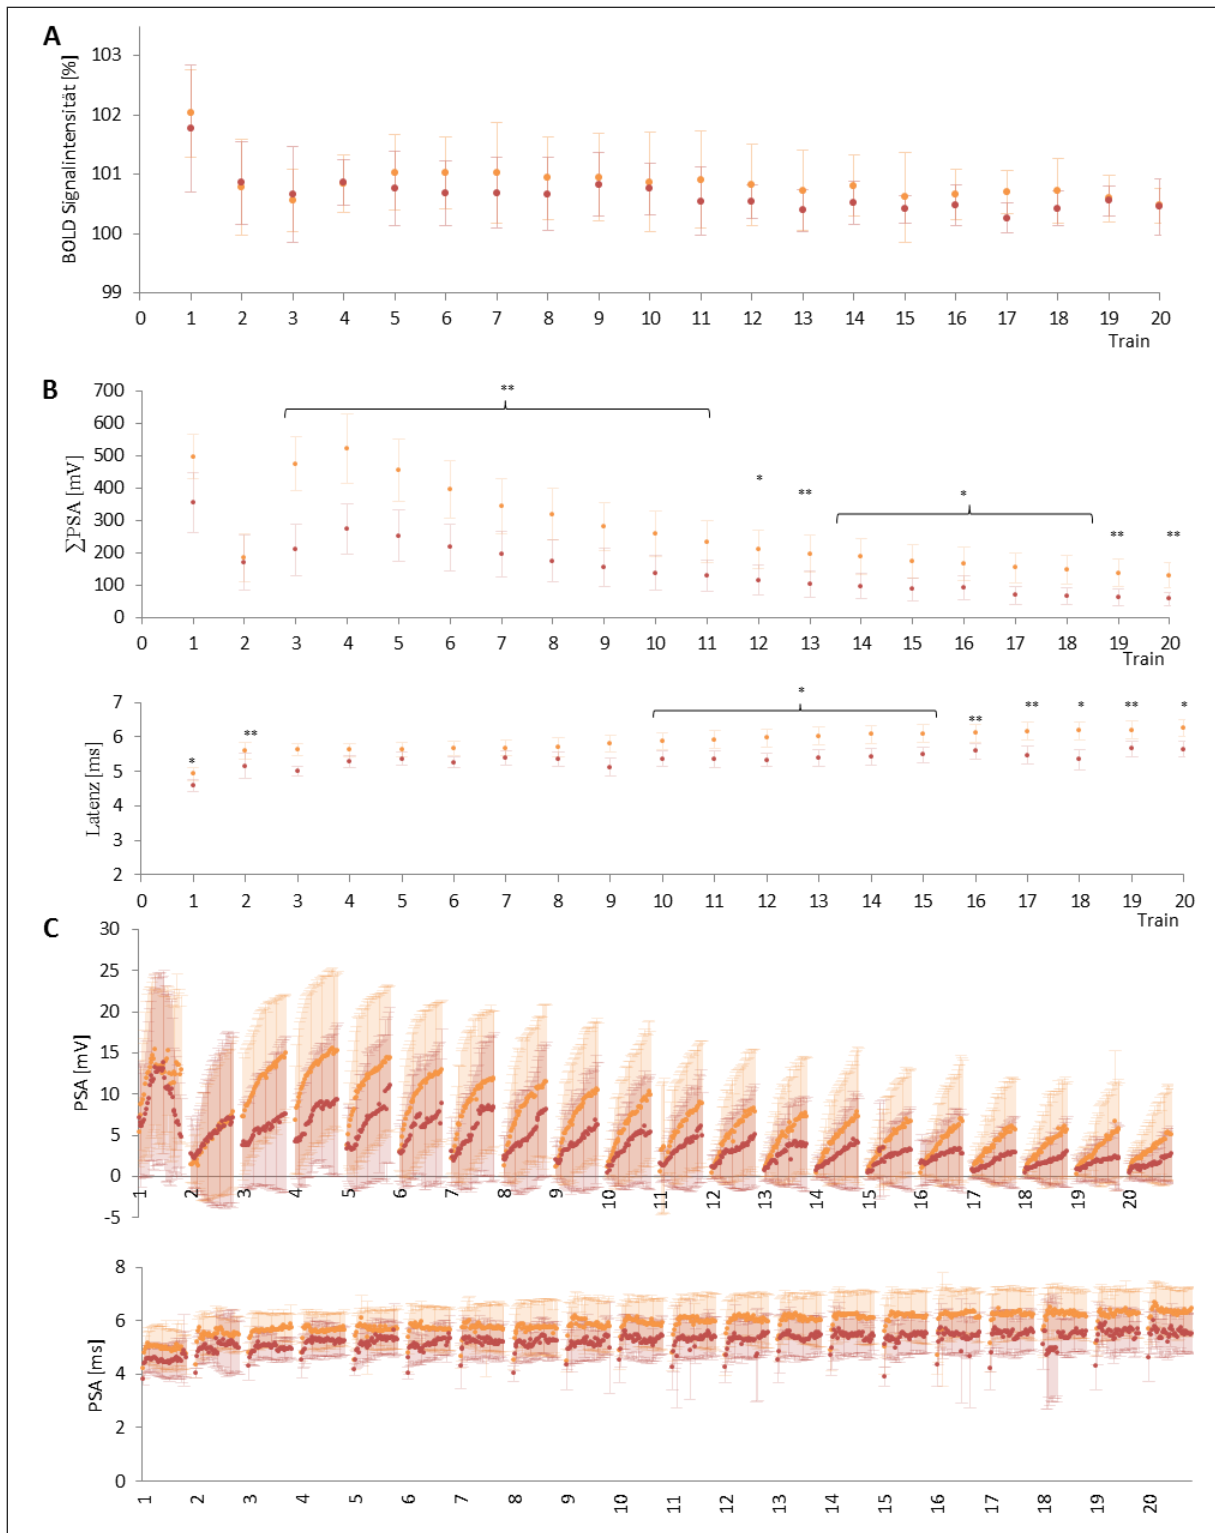 A
BOLD Signalintensität [%]
103
102
101
100
99
0 1 2 3 4 5 6 7 8 9 10 11 12 13 14 15 16 17 18 19 20
Train
B
∑PSA [mV]
700
600
500
400
300
200
100
0
** * ** * ** **
0 1 2 3 4 5 6 7 8 9 10 11 12 13 14 15 16 17 18 19 20
Train
Latenz [ms]
7
6
5
4
3
2
* ** * ** ** * ** *
0 1 2 3 4 5 6 7 8 9 10 11 12 13 14 15 16 17 18 19 20
Train
C
PSA [mV]
30
25
20
15
10
5
0
-5
1 2 3 4 5 6 7 8 9 10 11 12 13 14 15 16 17 18 19 20
PSA [ms]
8
6
4
2
0
1 2 3 4 5 6 7 8 9 10 11 12 13 14 15 16 17 18 19 20